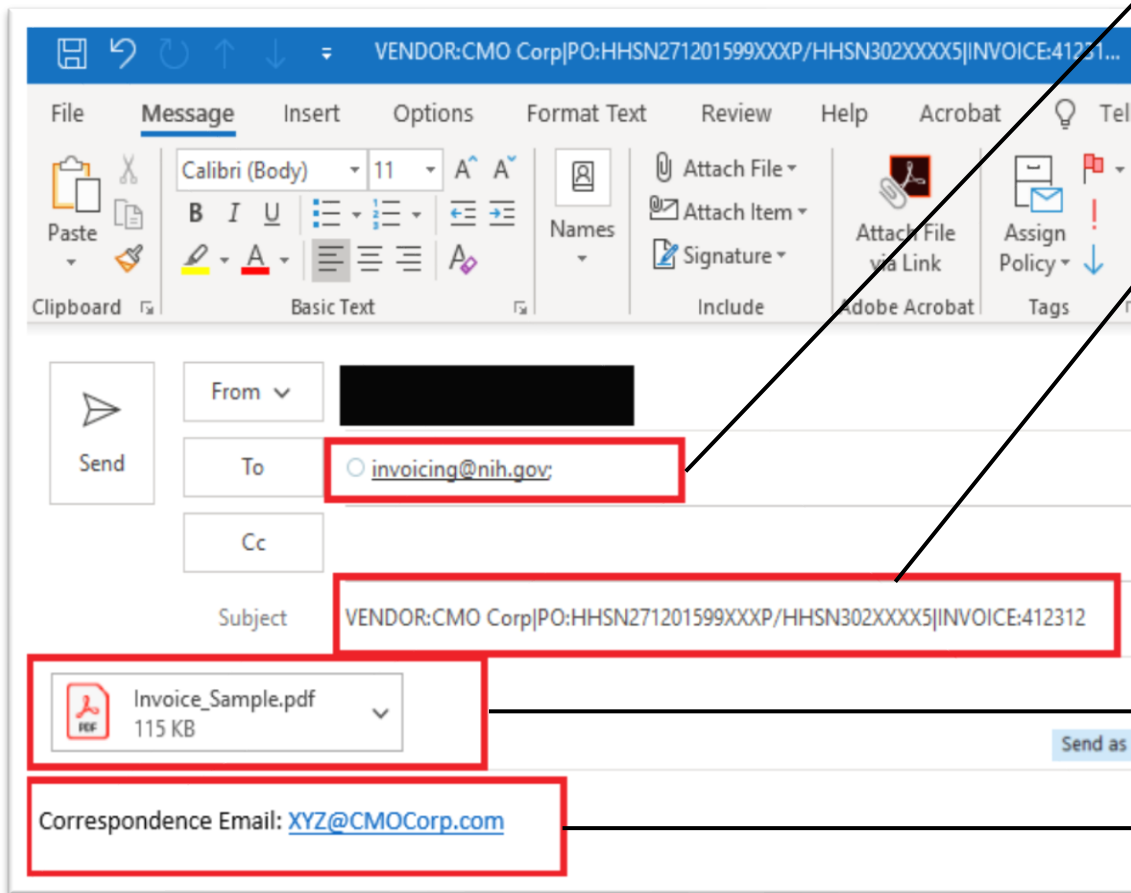 VENDOR:CMO Corp|PO:HHSN271201599XXXP/HHSN302XXXX5|INVOICE:41231...
File Message Insert Options Format Text Review Help Acrobat Tel
Calibri (Body) 11 A A
Attach File
B I U
Attach Item
Paste
Names
Attach File
Assign
A
Signature
via Link
Policy
Clipboard Basic Text Include Adobe Acrobat Tags
From
Send
To
invoicing@nih.gov;
Cc
Subject
VENDOR:CMO Corp|PO:HHSN271201599XXXP/HHSN302XXXX5|INVOICE:412312
Invoice_Sample.pdf
PDF
115 KB
Send as
Correspondence Email: XYZ@CMOCorp.com